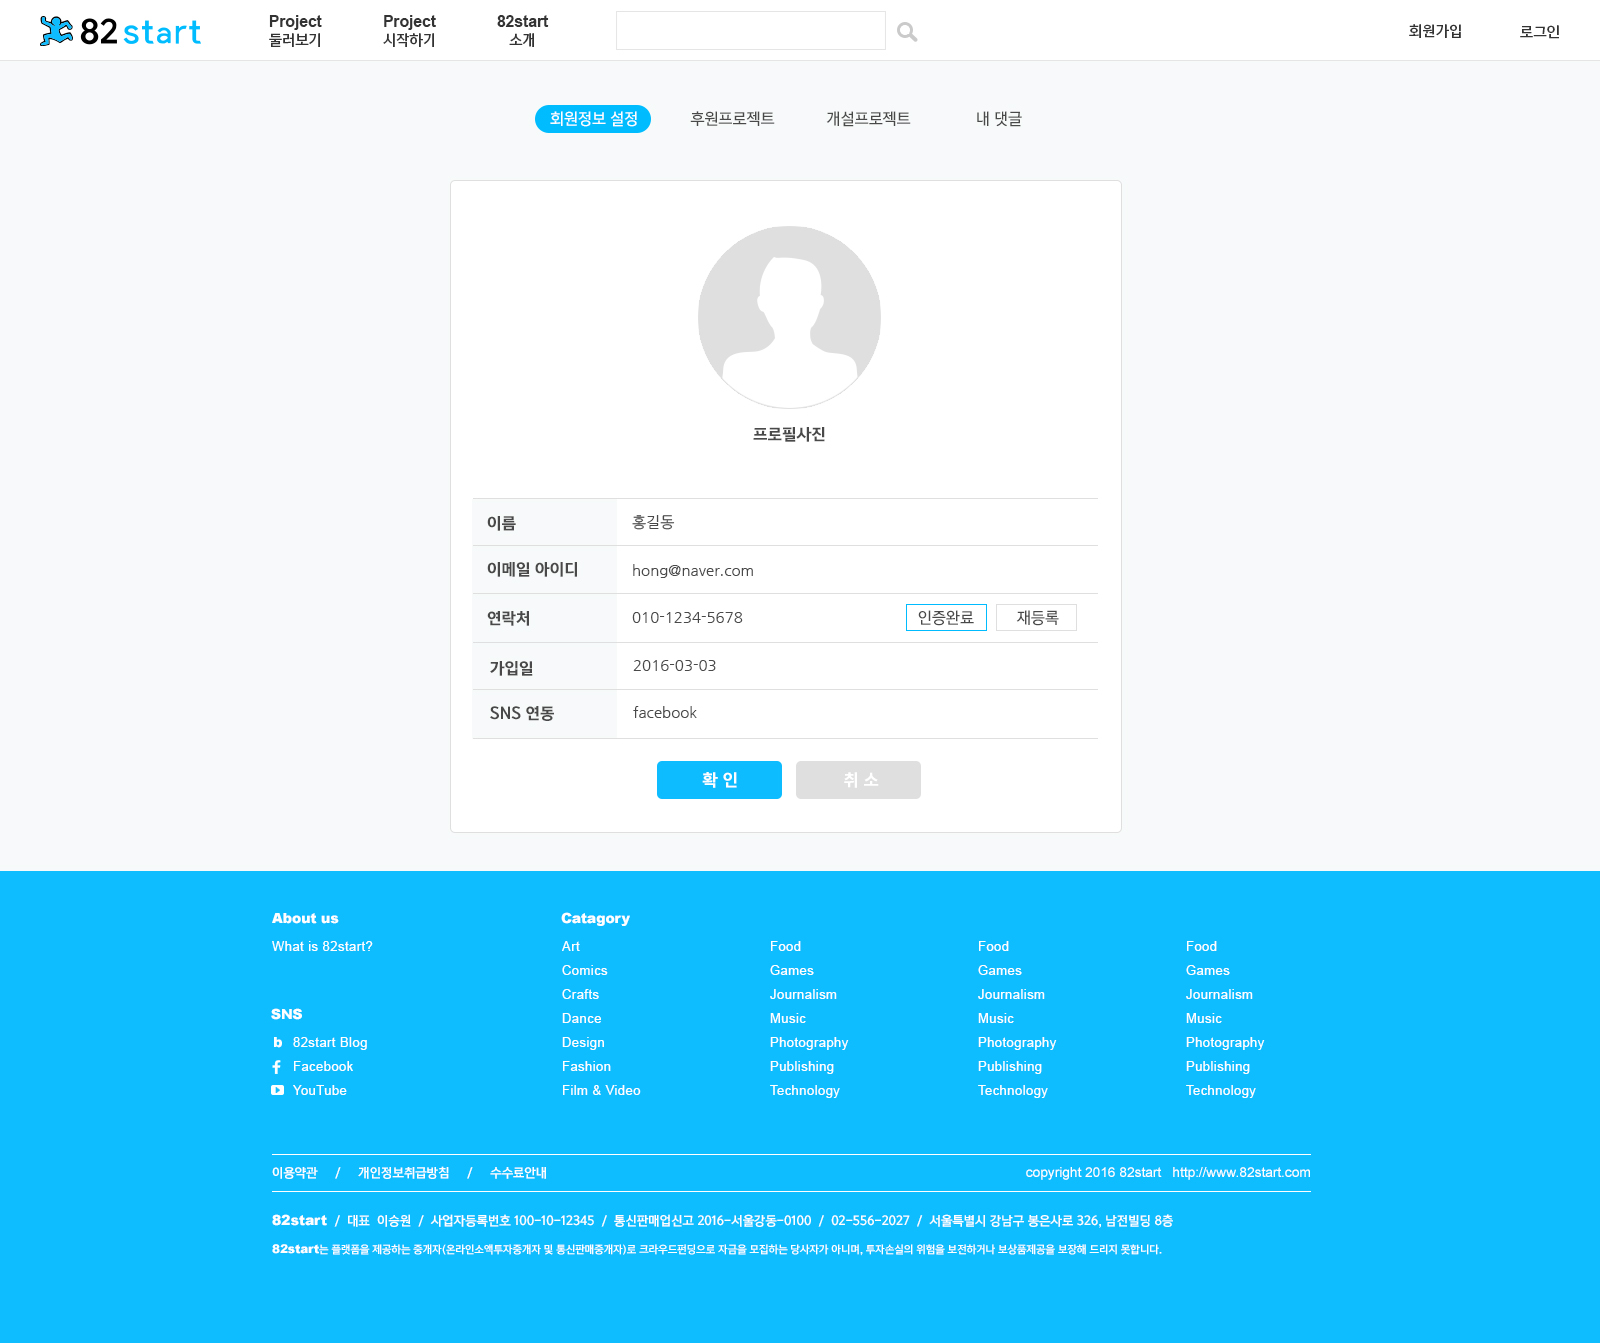 82start
Project 둘러보기
Project 시작하기
82start 소개
회원가입
로그인
회원정보 설정
후원프로젝트
개설프로젝트
내 댓글
프로필사진
이름 홍길동
이메일 아이디 hong@naver.com
연락처 010-1234-5678 인증완료 재등록
가입일 2016-03-03
SNS 연동 facebook
확 인
취 소
About us
What is 82start?
SNS
b 82start Blog
f Facebook
YouTube
Catagory
Art
Comics
Crafts
Dance
Design
Fashion
Film & Video
Food
Games
Journalism
Music
Photography
Publishing
Technology
Food
Games
Journalism
Music
Photography
Publishing
Technology
Food
Games
Journalism
Music
Photography
Publishing
Technology
이용약관 / 개인정보취급방침 / 수수료안내
copyright 2016 82start http://www.82start.com
82start / 대표 이승원 / 사업자등록번호 100-10-12345 / 통신판매업신고 2016-서울강동-0100 / 02-556-2027 / 서울특별시 강남구 봉은사로 326, 남전빌딩 8층
82start는 플랫폼을 제공하는 중개자(온라인소액투자중개자 및 통신판매중개자)로 크라우드펀딩으로 자금을 모집하는 당사자가 아니며, 투자손실의 위험을 보전하거나 보상품제공을 보장해 드리지 못합니다.